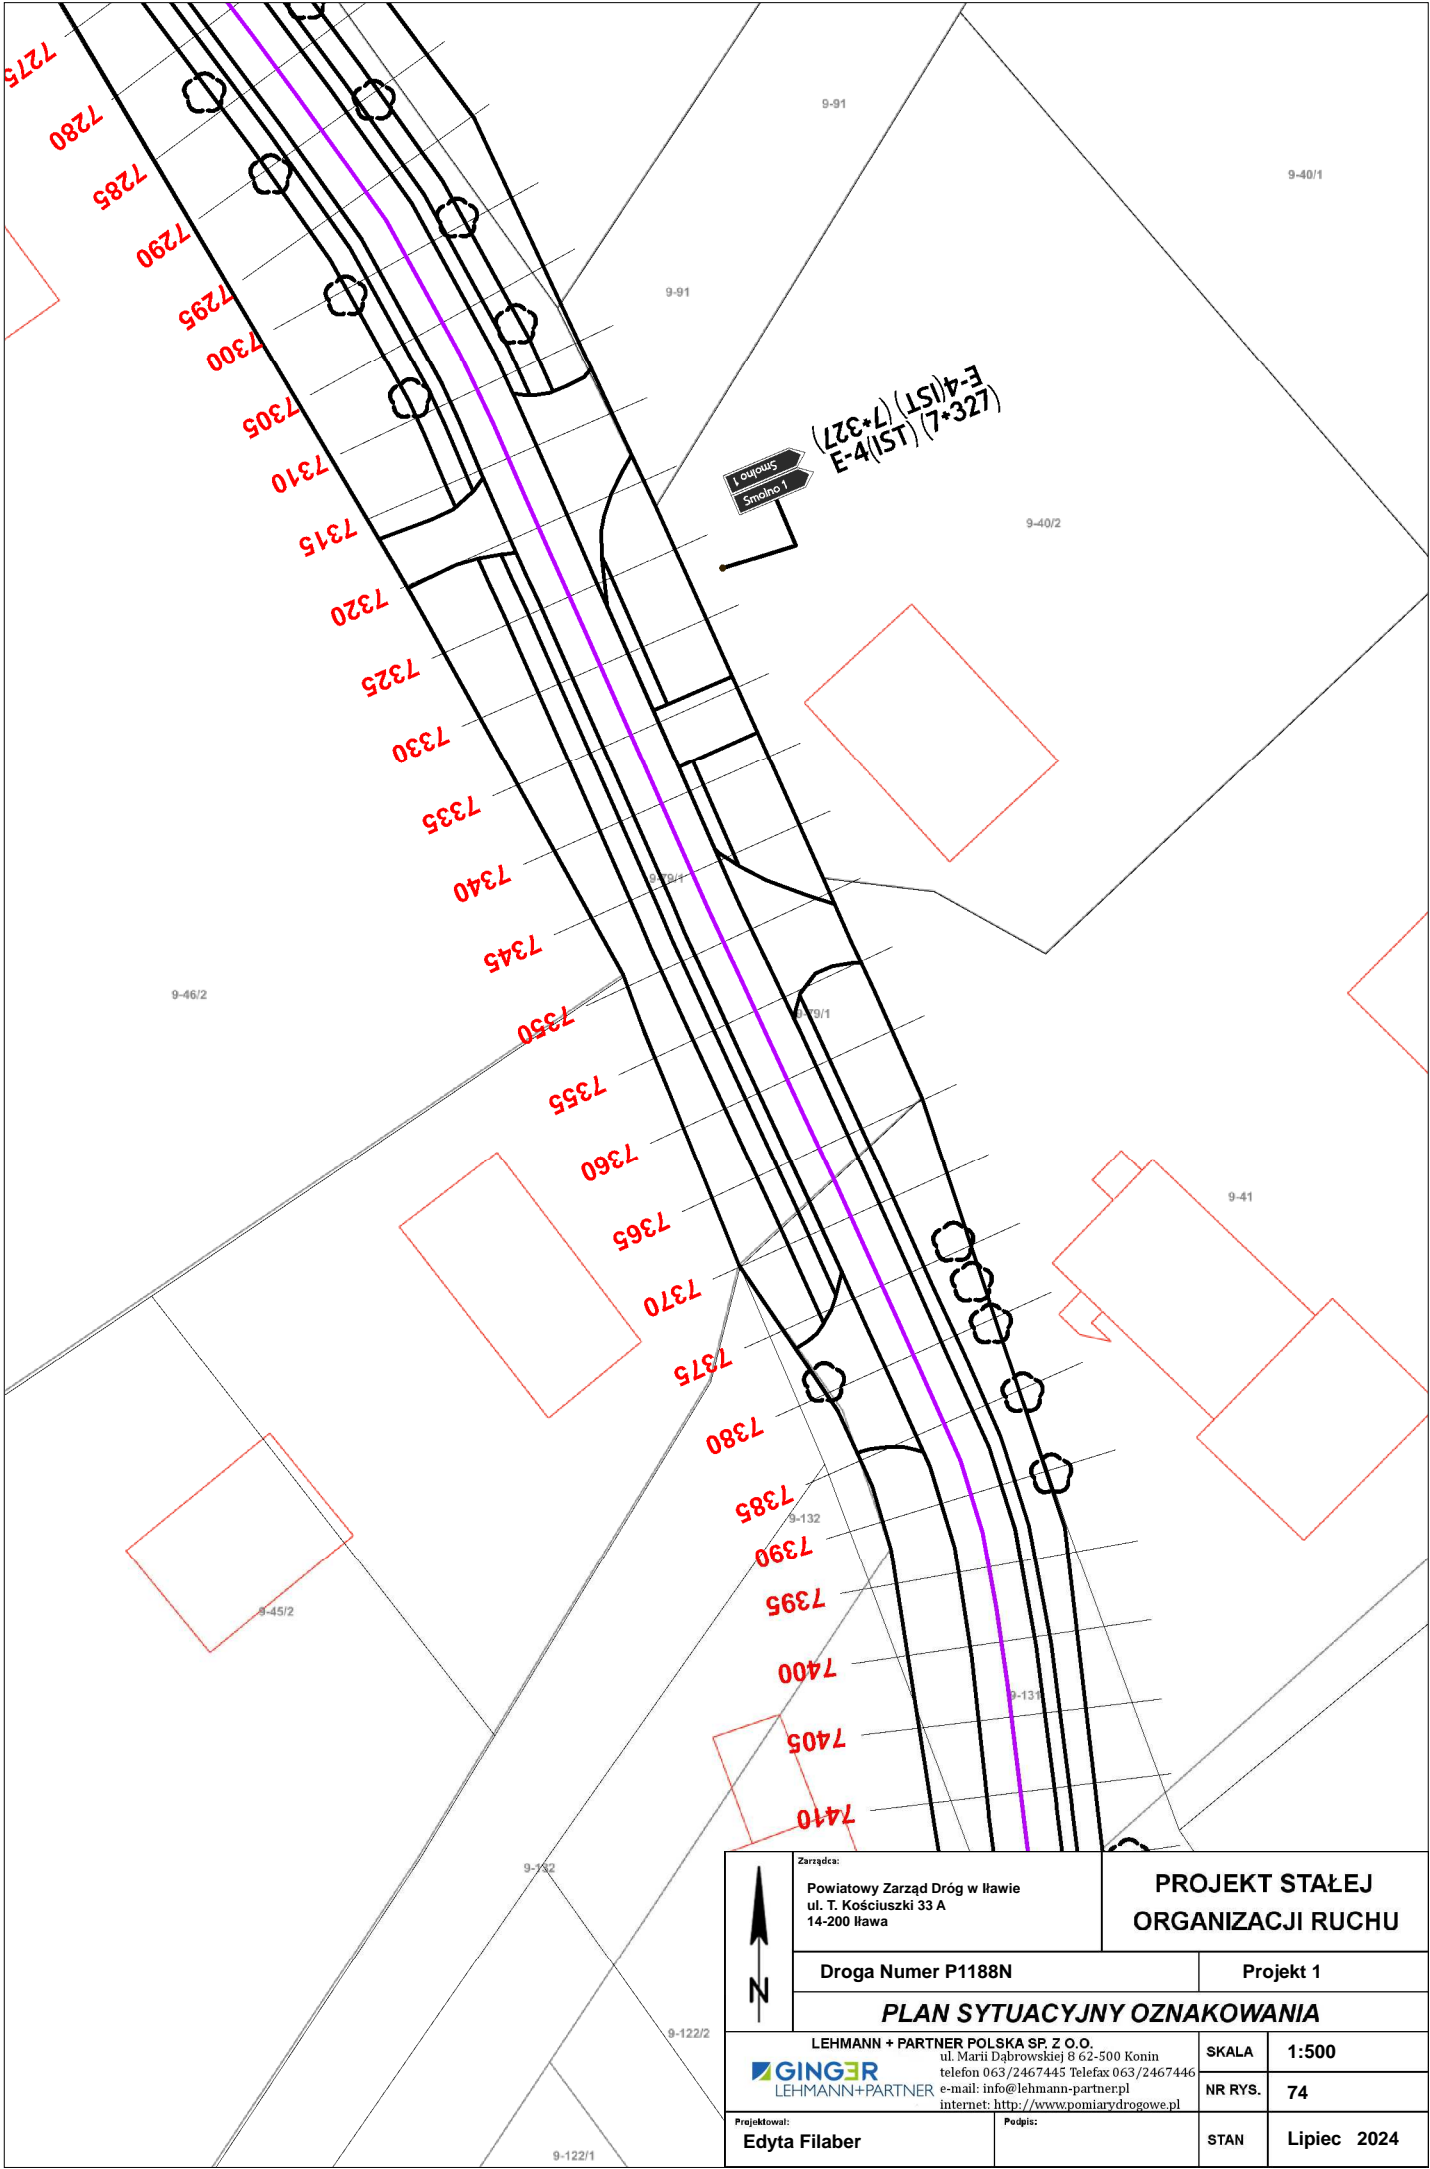 7275
7280
7285
7290
7295
7300
7305
7310
7315
7320
7325
7330
7335
7340
7345
7350
7355
7360
7365
7370
7375
7380
7385
7390
7395
7400
7405
7410
9-91
9-40/1
9-91
E-4(IST) (7+327)
E-4(IST) (7+327)
Smolno 1
Smolno 1
9-40/2
9-79/1
9-46/2
9-79/1
9-41
9-132
9-45/2
9-131
9-132
9-122/2
9-122/1
N
Zarządca:
Powiatowy Zarząd Dróg w Iławie
ul. T. Kościuszki 33 A
14-200 Iława
PROJEKT STAŁEJ
ORGANIZACJI RUCHU
Droga Numer P1188N
Projekt 1
PLAN SYTUACYJNY OZNAKOWANIA
LEHMANN + PARTNER POLSKA SP. Z O.O.
GINGER
LEHMANN+PARTNER
ul. Marii Dąbrowskiej 8 62-500 Konin
telefon 063/2467445 Telefax 063/2467446
e-mail: info@lehmann-partner.pl
internet: http://www.pomiarydrogowe.pl
SKALA 1:500
NR RYS. 74
Projektował:
Edyta Filaber
Podpis:
STAN Lipiec 2024